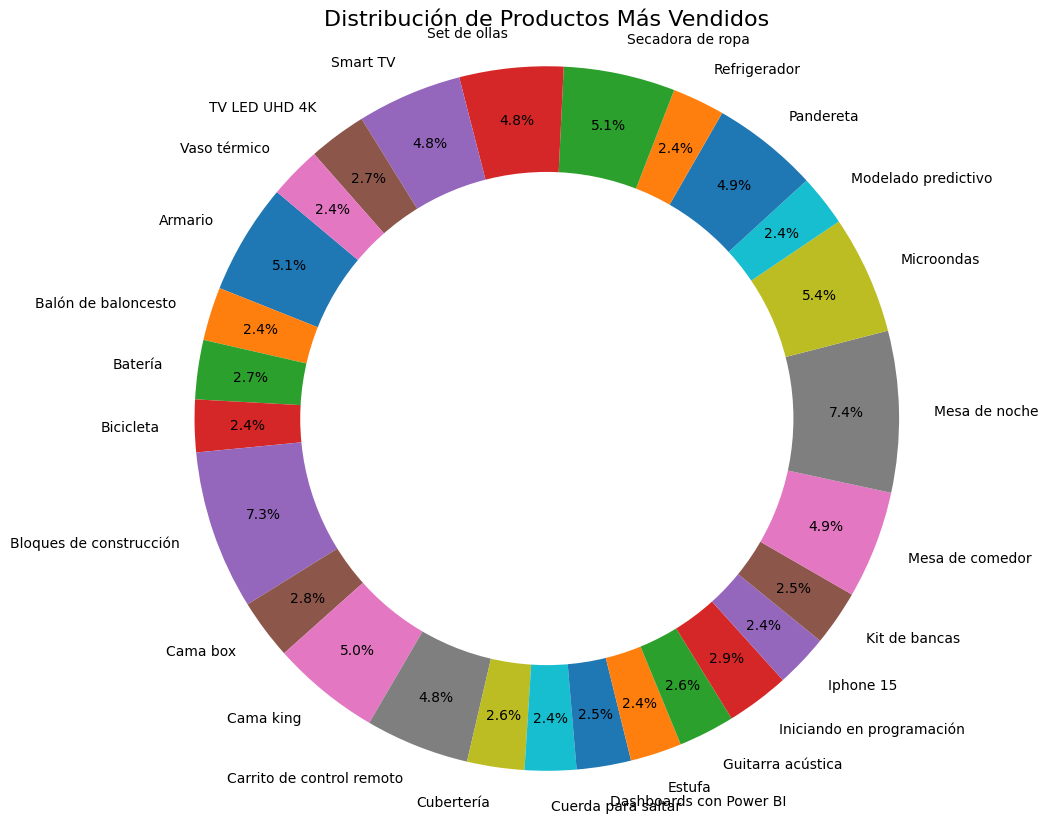 Distribución de Productos Más Vendidos
Set de ollas
Secadora de ropa
Smart TV
Refrigerador
TV LED UHD 4K
Pandereta
Vaso térmico
Modelado predictivo
Armario
Microondas
Balón de baloncesto
Batería
Mesa de noche
Bicicleta
Bloques de construcción
Mesa de comedor
Cama box
Kit de bancas
Iphone 15
Cama king
Iniciando en programación
Carrito de control remoto
Guitarra acústica
Estufa
Cubertería
Dashboards con Power BI
Cuerda para saltar
4.8%
5.1%
4.8%
2.4%
2.7%
4.9%
2.4%
2.4%
5.1%
5.4%
2.4%
2.7%
7.4%
2.4%
7.3%
4.9%
2.8%
2.5%
2.4%
5.0%
2.9%
4.8%
2.6%
2.6%
2.4%
2.5%
2.4%